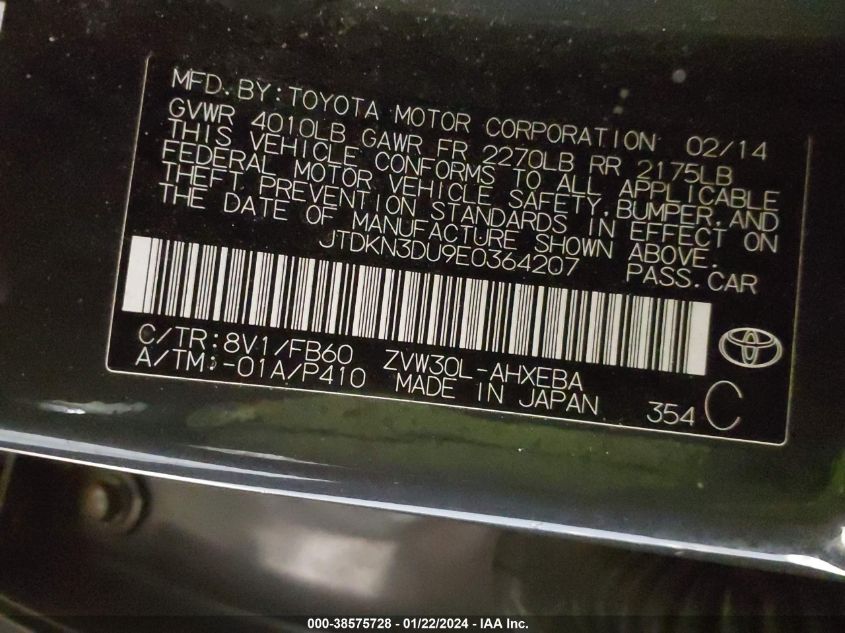 MFD.BY:TOYOTA MOTOR CORPORATION 02/14
GVWR 4010LB GAWR FR 2270LB RR 2175LB
THIS VEHICLE CONFORMS TO ALL APPLICABLE
FEDERAL MOTOR VEHICLE SAFETY,BUMPER,AND
THEFT PREVENTION STANDARDS IN EFFECT ON
THE DATE OF MANUFACTURE SHOWN ABOVE.
JTDKN3DU9E0364207 PASS.CAR
C/TR:8V1/FB60 ZVW30L-AHXEBA
A/TM:-01A/P410 MADE IN JAPAN 354 C
000-38575728 - 01/22/2024 - IAA Inc.